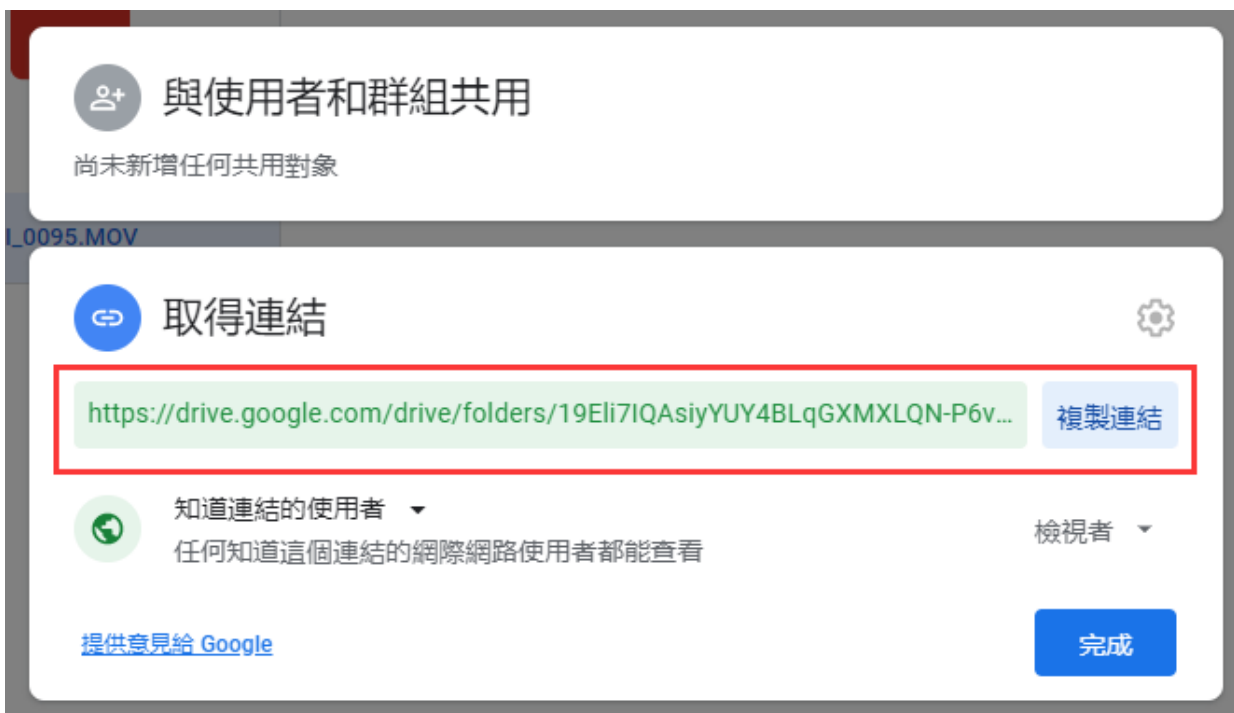 與使用者和群組共用
尚未新增任何共用對象
I_0095.MOV
取得連結
https://drive.google.com/drive/folders/19Eli7IQAsiyYUY4BLqGXMXLQN-P6v...
複製連結
知道連結的使用者
任何知道這個連結的網際網路使用者都能查看
檢視者
提供意見給 Google
完成